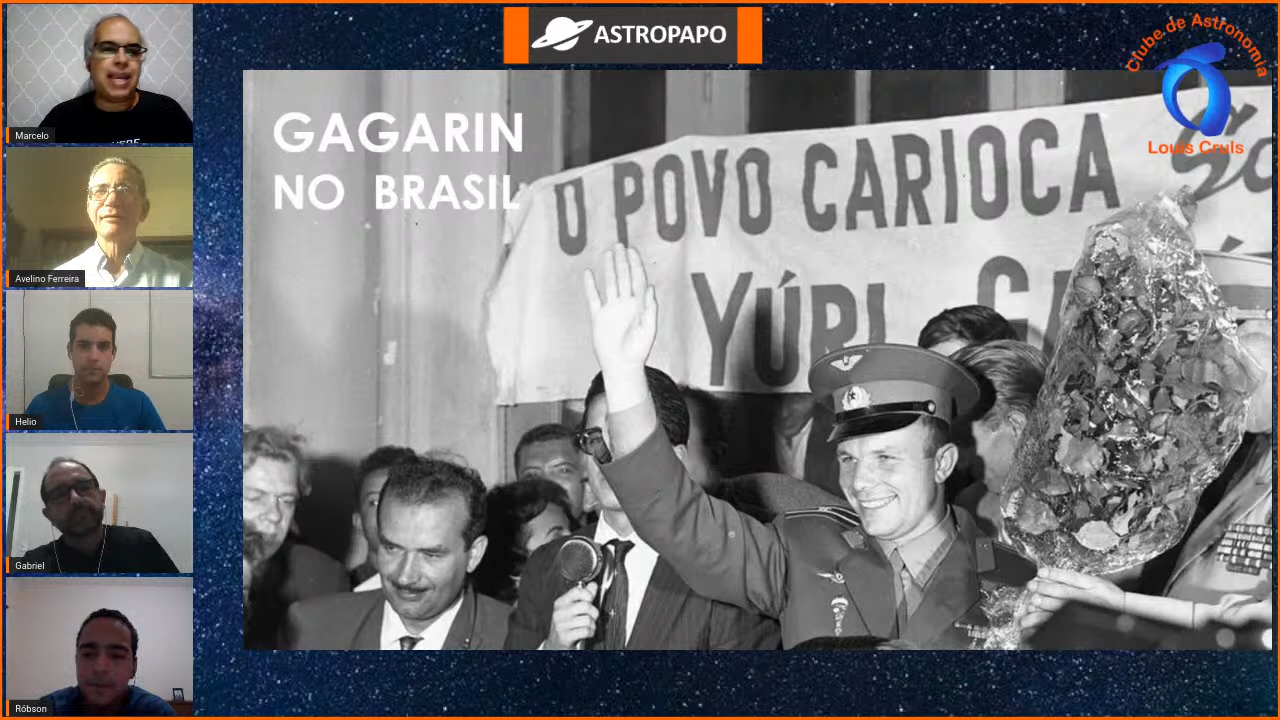 ASTROPAPO
Clube de Astronomia
Louis Cruls
GAGARIN
NO BRASIL
O POVO CARIOCA
YÚRI
Marcelo
Avelino Ferreira
Helio
Gabriel
Róbson